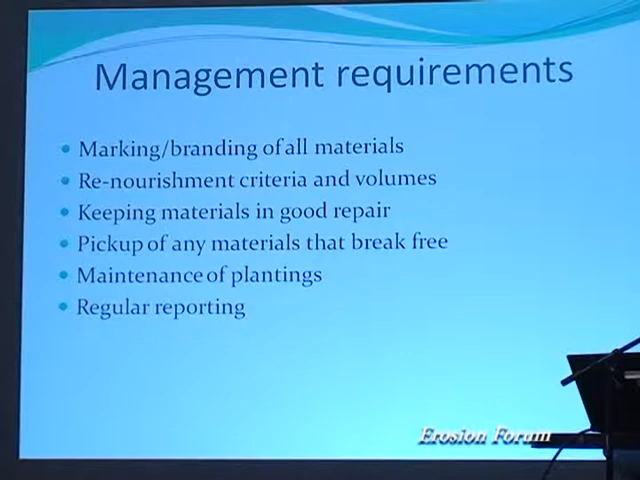 Management requirements
Marking/branding of all materials
Re-nourishment criteria and volumes
Keeping materials in good repair
Pickup of any materials that break free
Maintenance of plantings
Regular reporting
Erosion Forum